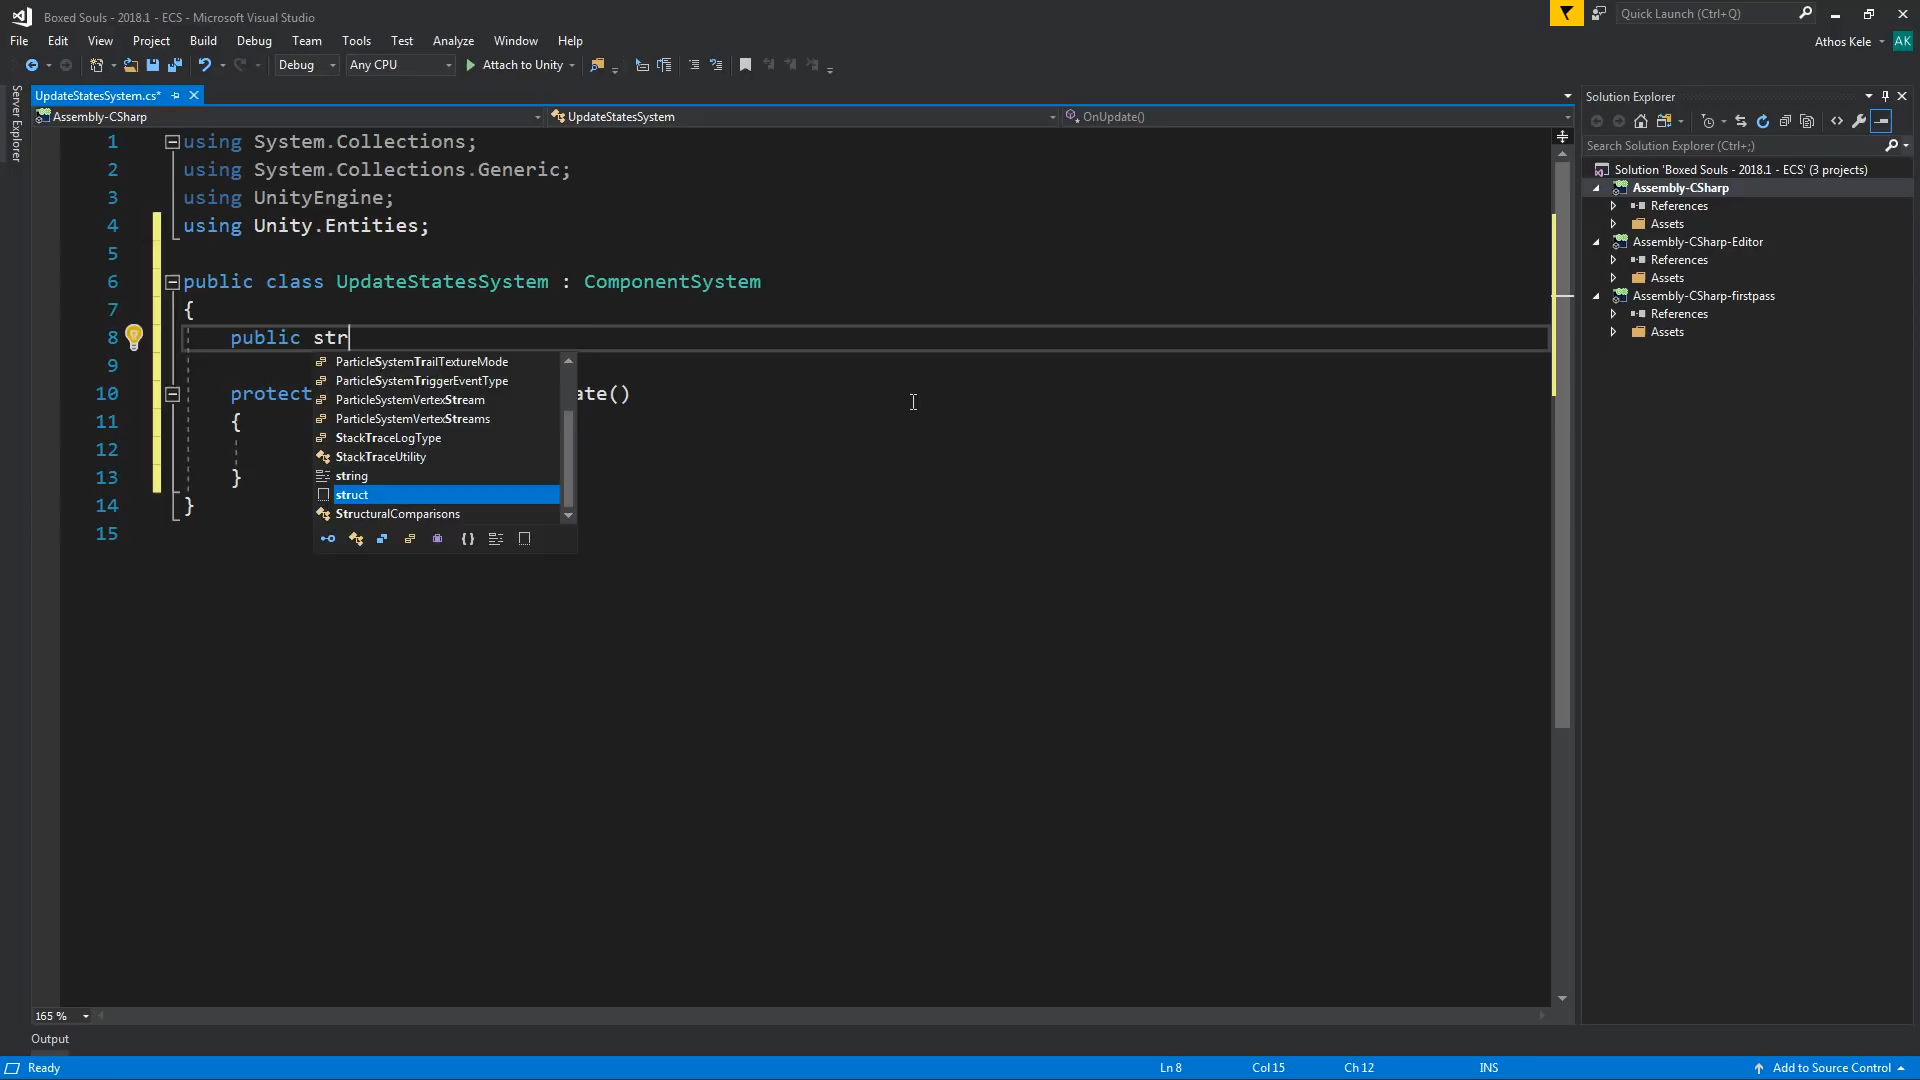 Boxed Souls - 2018.1 - ECS - Microsoft Visual Studio
Quick Launch (Ctrl+Q)
File Edit View Project Build Debug Team Tools Test Analyze Window Help
Athos Kele AK
Debug Any CPU Attach to Unity
Server Explorer
UpdateStatesSystem.cs*
Assembly-CSharp UpdateStatesSystem OnUpdate()
1 using System.Collections;
2 using System.Collections.Generic;
3 using UnityEngine;
4 using Unity.Entities;
5
6 public class UpdateStatesSystem : ComponentSystem
7 {
8 public str
ParticleSystemTrailTextureMode
9
ParticleSystemTriggerEventType
10 protect ate()
ParticleSystemVertexStream
ParticleSystemVertexStreams
11 {
StackTraceLogType
12
StackTraceUtility
13 }
string
struct
14 }
StructuralComparisons
15
Solution Explorer
Search Solution Explorer (Ctrl+;)
Solution 'Boxed Souls - 2018.1 - ECS' (3 projects)
Assembly-CSharp
References
Assets
Assembly-CSharp-Editor
References
Assets
Assembly-CSharp-firstpass
References
Assets
165 %
Output
Ready Ln 8 Col 15 Ch 12 INS Add to Source Control